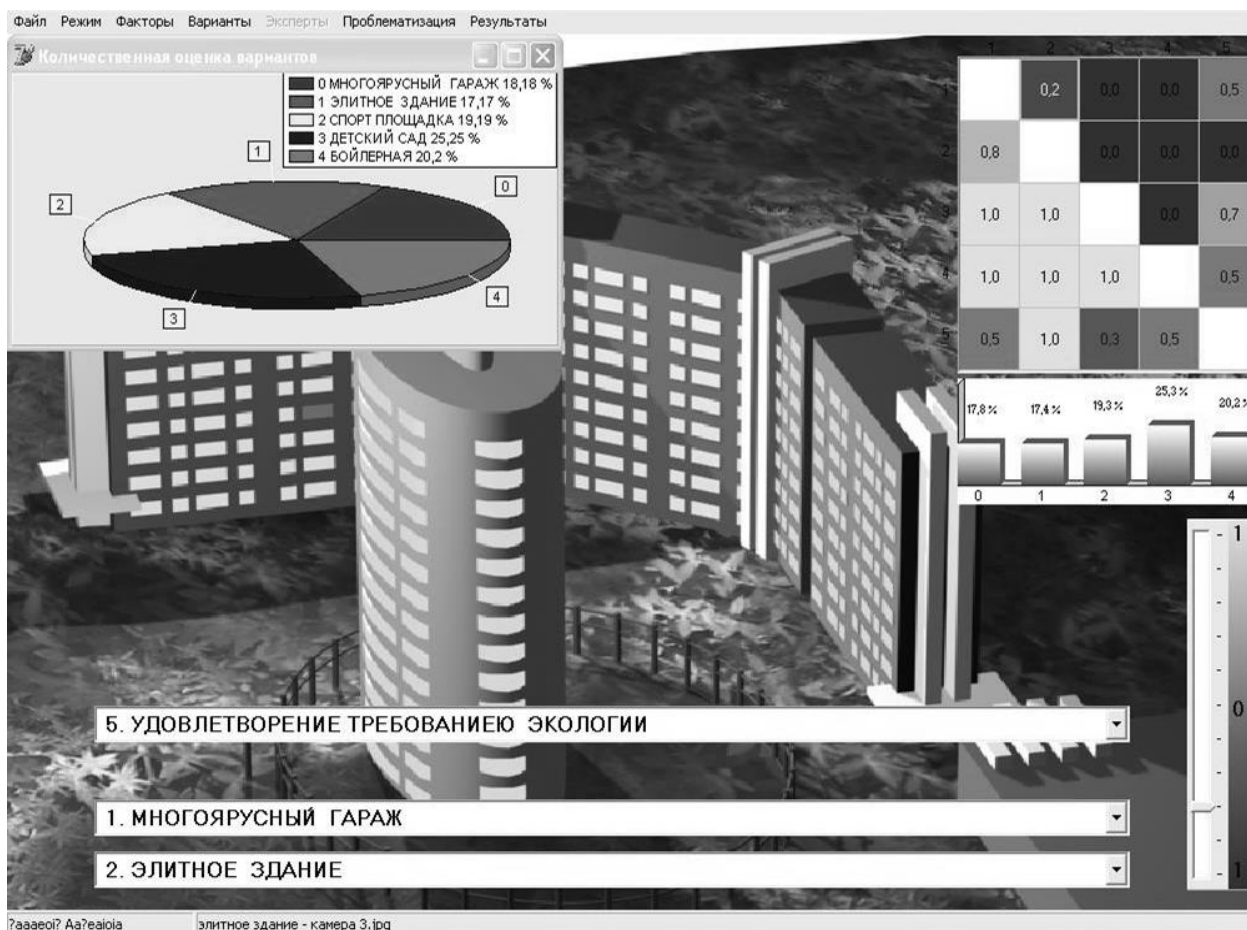 Файл Режим Факторы Варианты Эксперты Проблематизация Результаты
Количественная оценка вариантов
0 МНОГОЯРУСНЫЙ ГАРАЖ 18,18 %
1 ЭЛИТНОЕ ЗДАНИЕ 17,17 %
2 СПОРТ ПЛОЩАДКА 19,19 %
3 ДЕТСКИЙ САД 25,25 %
4 БОЙЛЕРНАЯ 20,2 %
1
0
2
4
3
1 2 3 4 5
1 0,2 0,0 0,0 0,5
2 0,8 0,0 0,0 0,0
3 1,0 1,0 0,0 0,7
4 1,0 1,0 1,0 0,5
5 0,5 1,0 0,3 0,5
17,8 % 17,4 % 19,3 % 25,3 % 20,2 %
0 1 2 3 4
1
0
1
5. УДОВЛЕТВОРЕНИЕ ТРЕБОВАНИЕЮ ЭКОЛОГИИ
1. МНОГОЯРУСНЫЙ ГАРАЖ
2. ЭЛИТНОЕ ЗДАНИЕ
?aaaeoi? Aa?eaioia элитное здание - камера 3.jpg